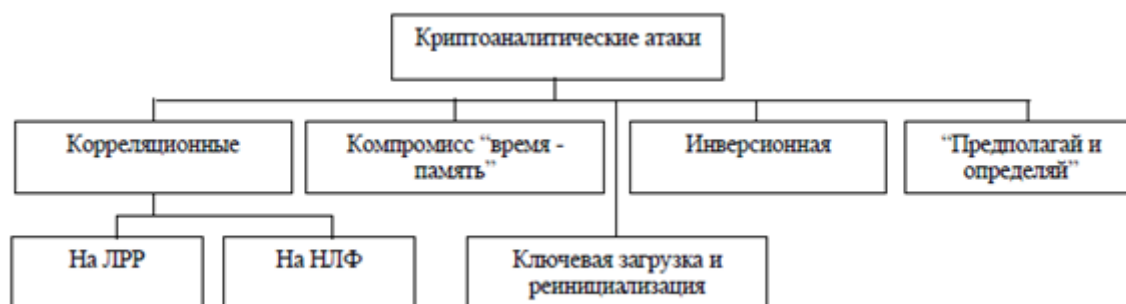 Криптоаналитические атаки
Корреляционные
Компромисс “время -
память”
Инверсионная
“Предполагай и
определяй”
На ЛРР
На НЛФ
Ключевая загрузка и
реинициализация